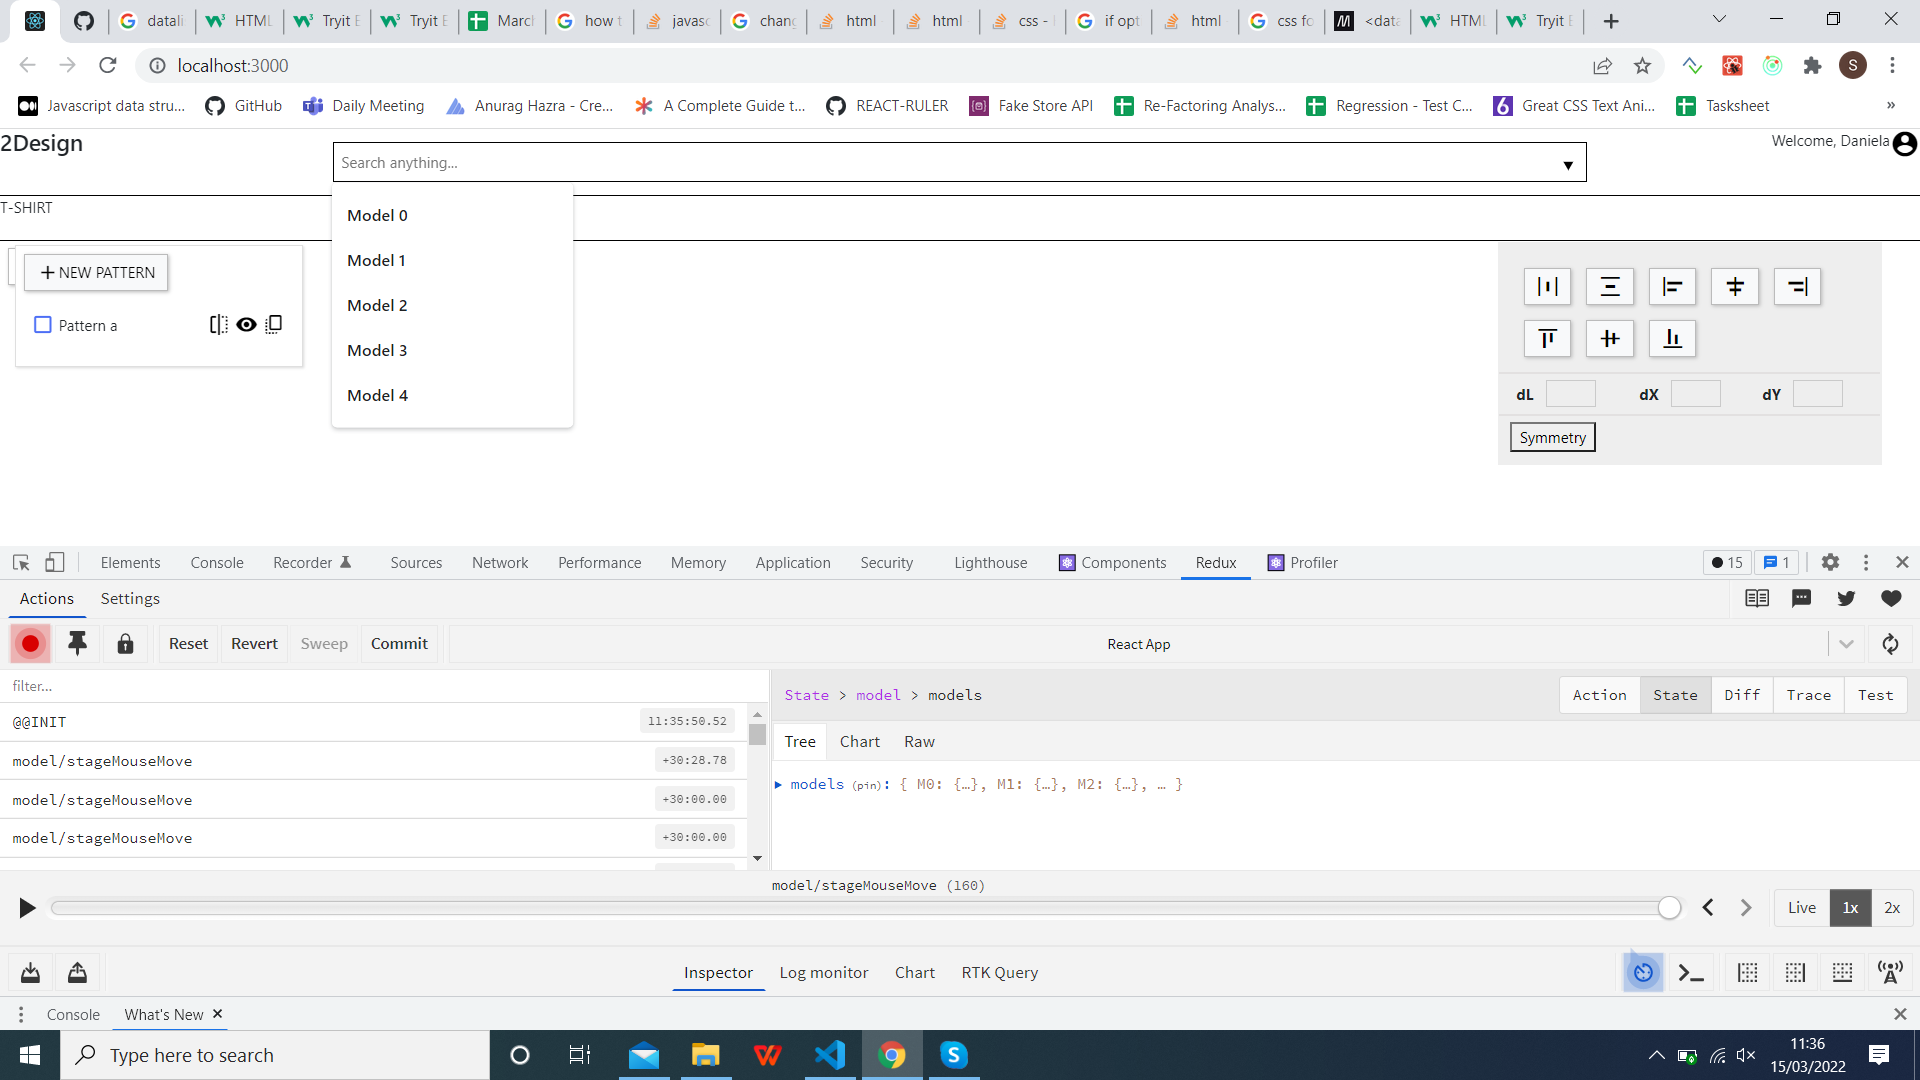 datali
HTML
Tryit E
Tryit E
March
how t
javasc
chang
html
html
css - 
if opt
html
css fo
<data
HTML
Tryit E
localhost:3000
S
Javascript data stru...
GitHub
Daily Meeting
Anurag Hazra - Cre...
A Complete Guide t...
REACT-RULER
Fake Store API
Re-Factoring Analys...
Regression - Test C...
Great CSS Text Ani...
Tasksheet
»
2Design
Search anything...
Welcome, Daniela
T-SHIRT
Model 0
Model 1
Model 2
Model 3
Model 4
NEW PATTERN
Pattern a
dL
dX
dY
Symmetry
Elements
Console
Recorder
Sources
Network
Performance
Memory
Application
Security
Lighthouse
Components
Redux
Profiler
15
1
Actions
Settings
Reset
Revert
Sweep
Commit
React App
filter...
State > model > models
Action
State
Diff
Trace
Test
@@INIT
11:35:50.52
Tree
Chart
Raw
model/stageMouseMove
+30:28.78
models (pin): { M0: {…}, M1: {…}, M2: {…}, … }
model/stageMouseMove
+30:00.00
model/stageMouseMove
+30:00.00
model/stageMouseMove (160)
Live
1x
2x
Inspector
Log monitor
Chart
RTK Query
Console
What's New
Type here to search
11:36
15/03/2022